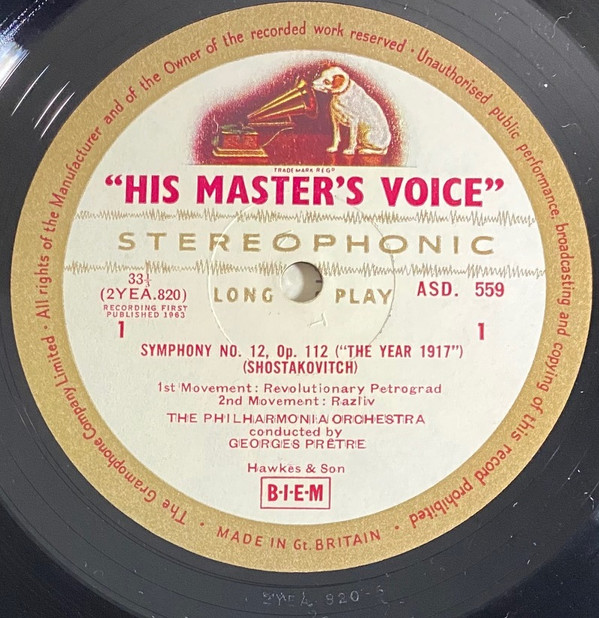 The Gramophone Company Limited · All rights of the Manufacturer and of the Owner of the recorded work reserved · Unauthorised public performance, broadcasting and copying of this record prohibited ·
TRADE MARK REGD
"HIS MASTER'S VOICE"
STEREOPHONIC
33⅓
(2YEA.820)
LONG PLAY
ASD. 559
RECORDING FIRST
PUBLISHED 1963
1
1
SYMPHONY NO. 12, Op. 112 ("THE YEAR 1917")
(SHOSTAKOVITCH)
1st Movement: Revolutionary Petrograd
2nd Movement: Razliv
THE PHILHARMONIA ORCHESTRA
conducted by
GEORGES PRÊTRE
Hawkes & Son
B·I·E·M
MADE IN Gt. BRITAIN
2YEA 820